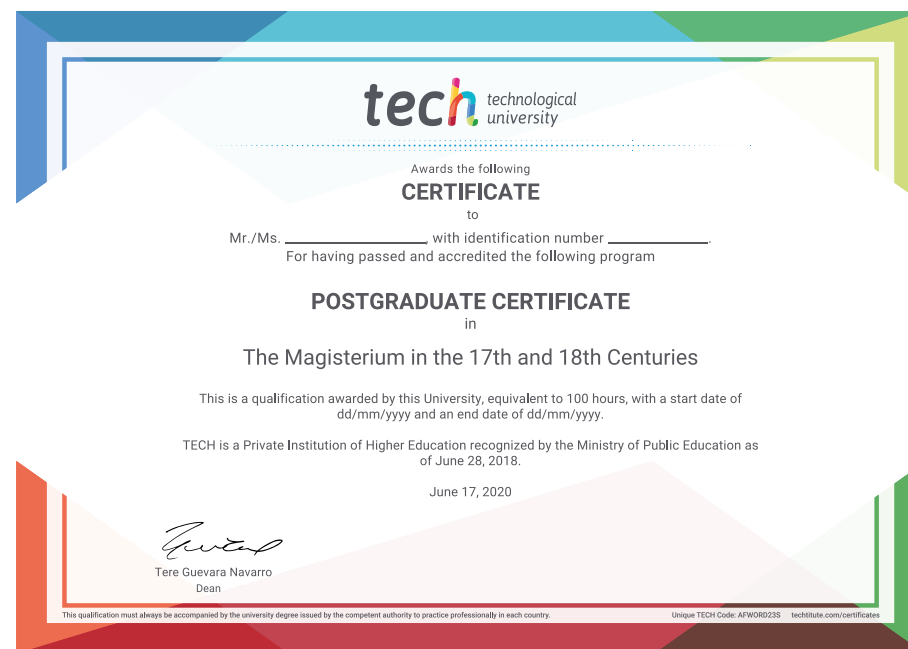 tech technological
university
Awards the following
CERTIFICATE
to
Mr./Ms. ____________________, with identification number ______________.
For having passed and accredited the following program
POSTGRADUATE CERTIFICATE
in
The Magisterium in the 17th and 18th Centuries
This is a qualification awarded by this University, equivalent to 100 hours, with a start date of
dd/mm/yyyy and an end date of dd/mm/yyyy.
TECH is a Private Institution of Higher Education recognized by the Ministry of Public Education as
of June 28, 2018.
June 17, 2020
Tere Guevara Navarro
Dean
This qualification must always be accompanied by the university degree issued by the competent authority to practice professionally in each country.
Unique TECH Code: AFWORD23S techtitute.com/certificates